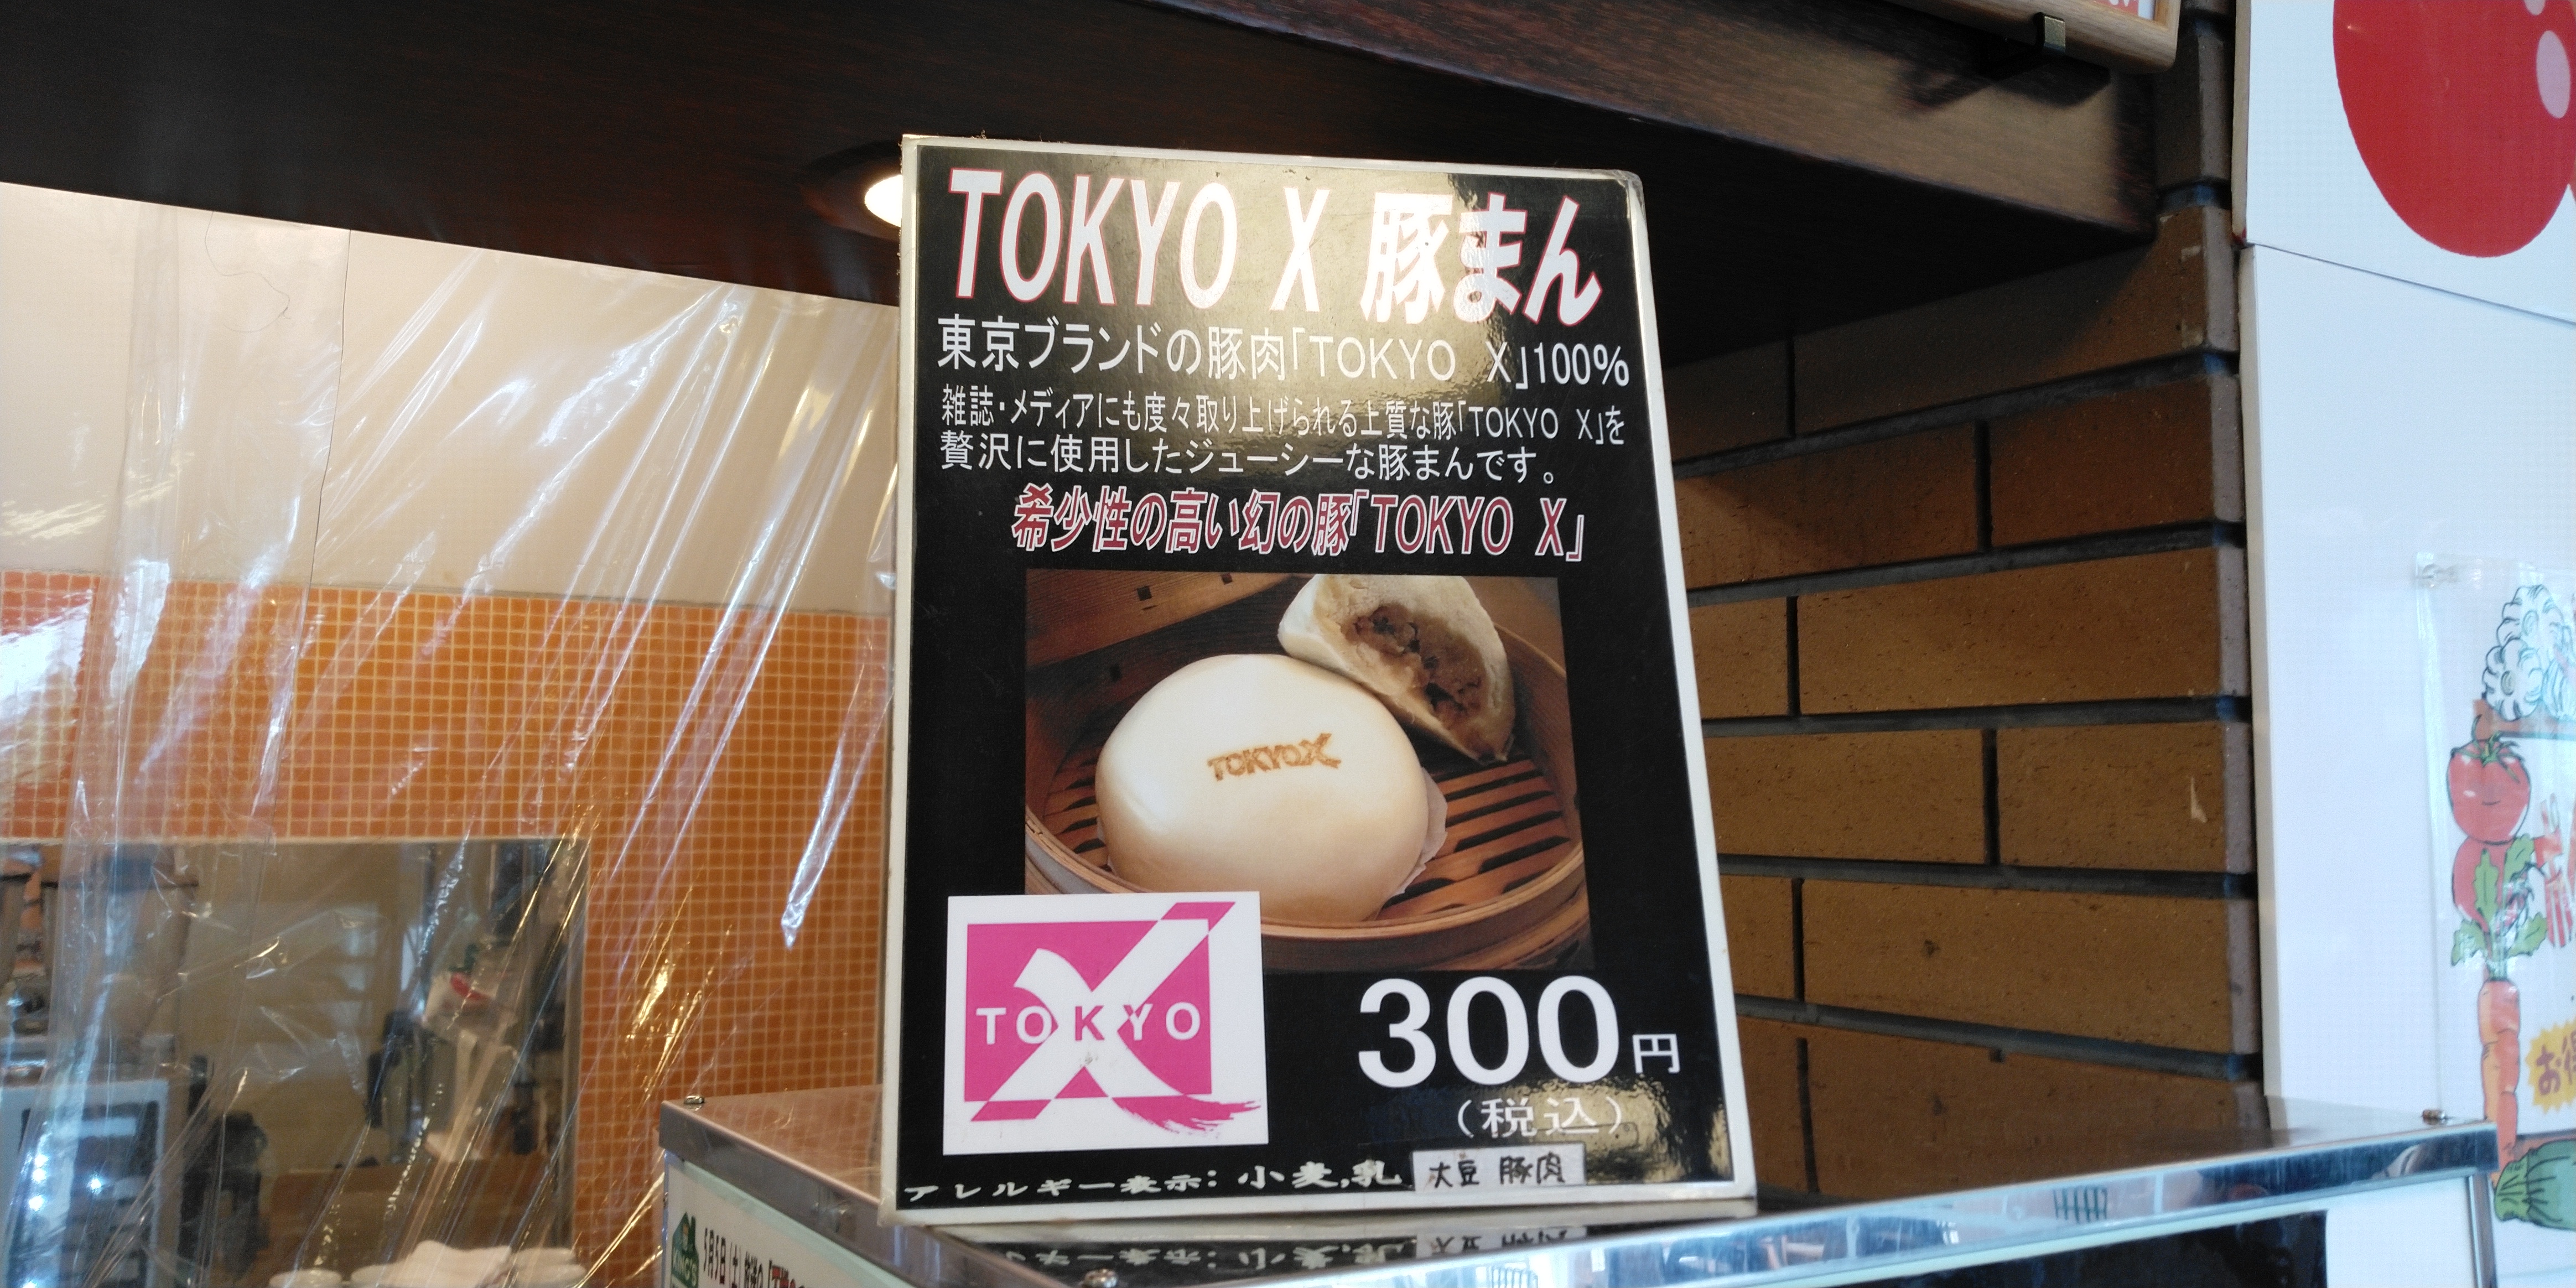 TOKYO X 豚まん
東京ブランドの豚肉「TOKYO X」100%
雑誌・メディアにも度々取り上げられる上質な豚「TOKYO X」を
贅沢に使用したジューシーな豚まんです。
希少性の高い幻の豚「TOKYO X」
TOKYO X
TOKYO X
300円
(税込)
アレルギー表示:小麦,乳 大豆 豚肉